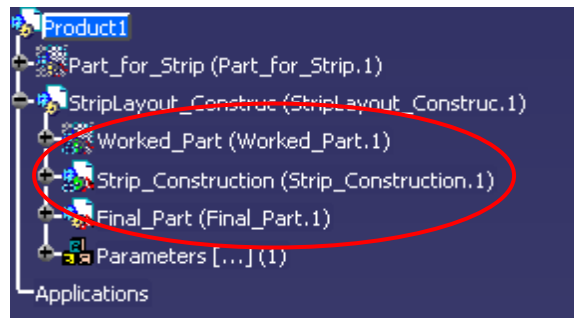 Product1
Part_for_Strip (Part_for_Strip.1)
StripLayout_Construc (StripLayout_Construc.1)
Worked_Part (Worked_Part.1)
Strip_Construction (Strip_Construction.1)
Final_Part (Final_Part.1)
Parameters [...] (1)
Applications